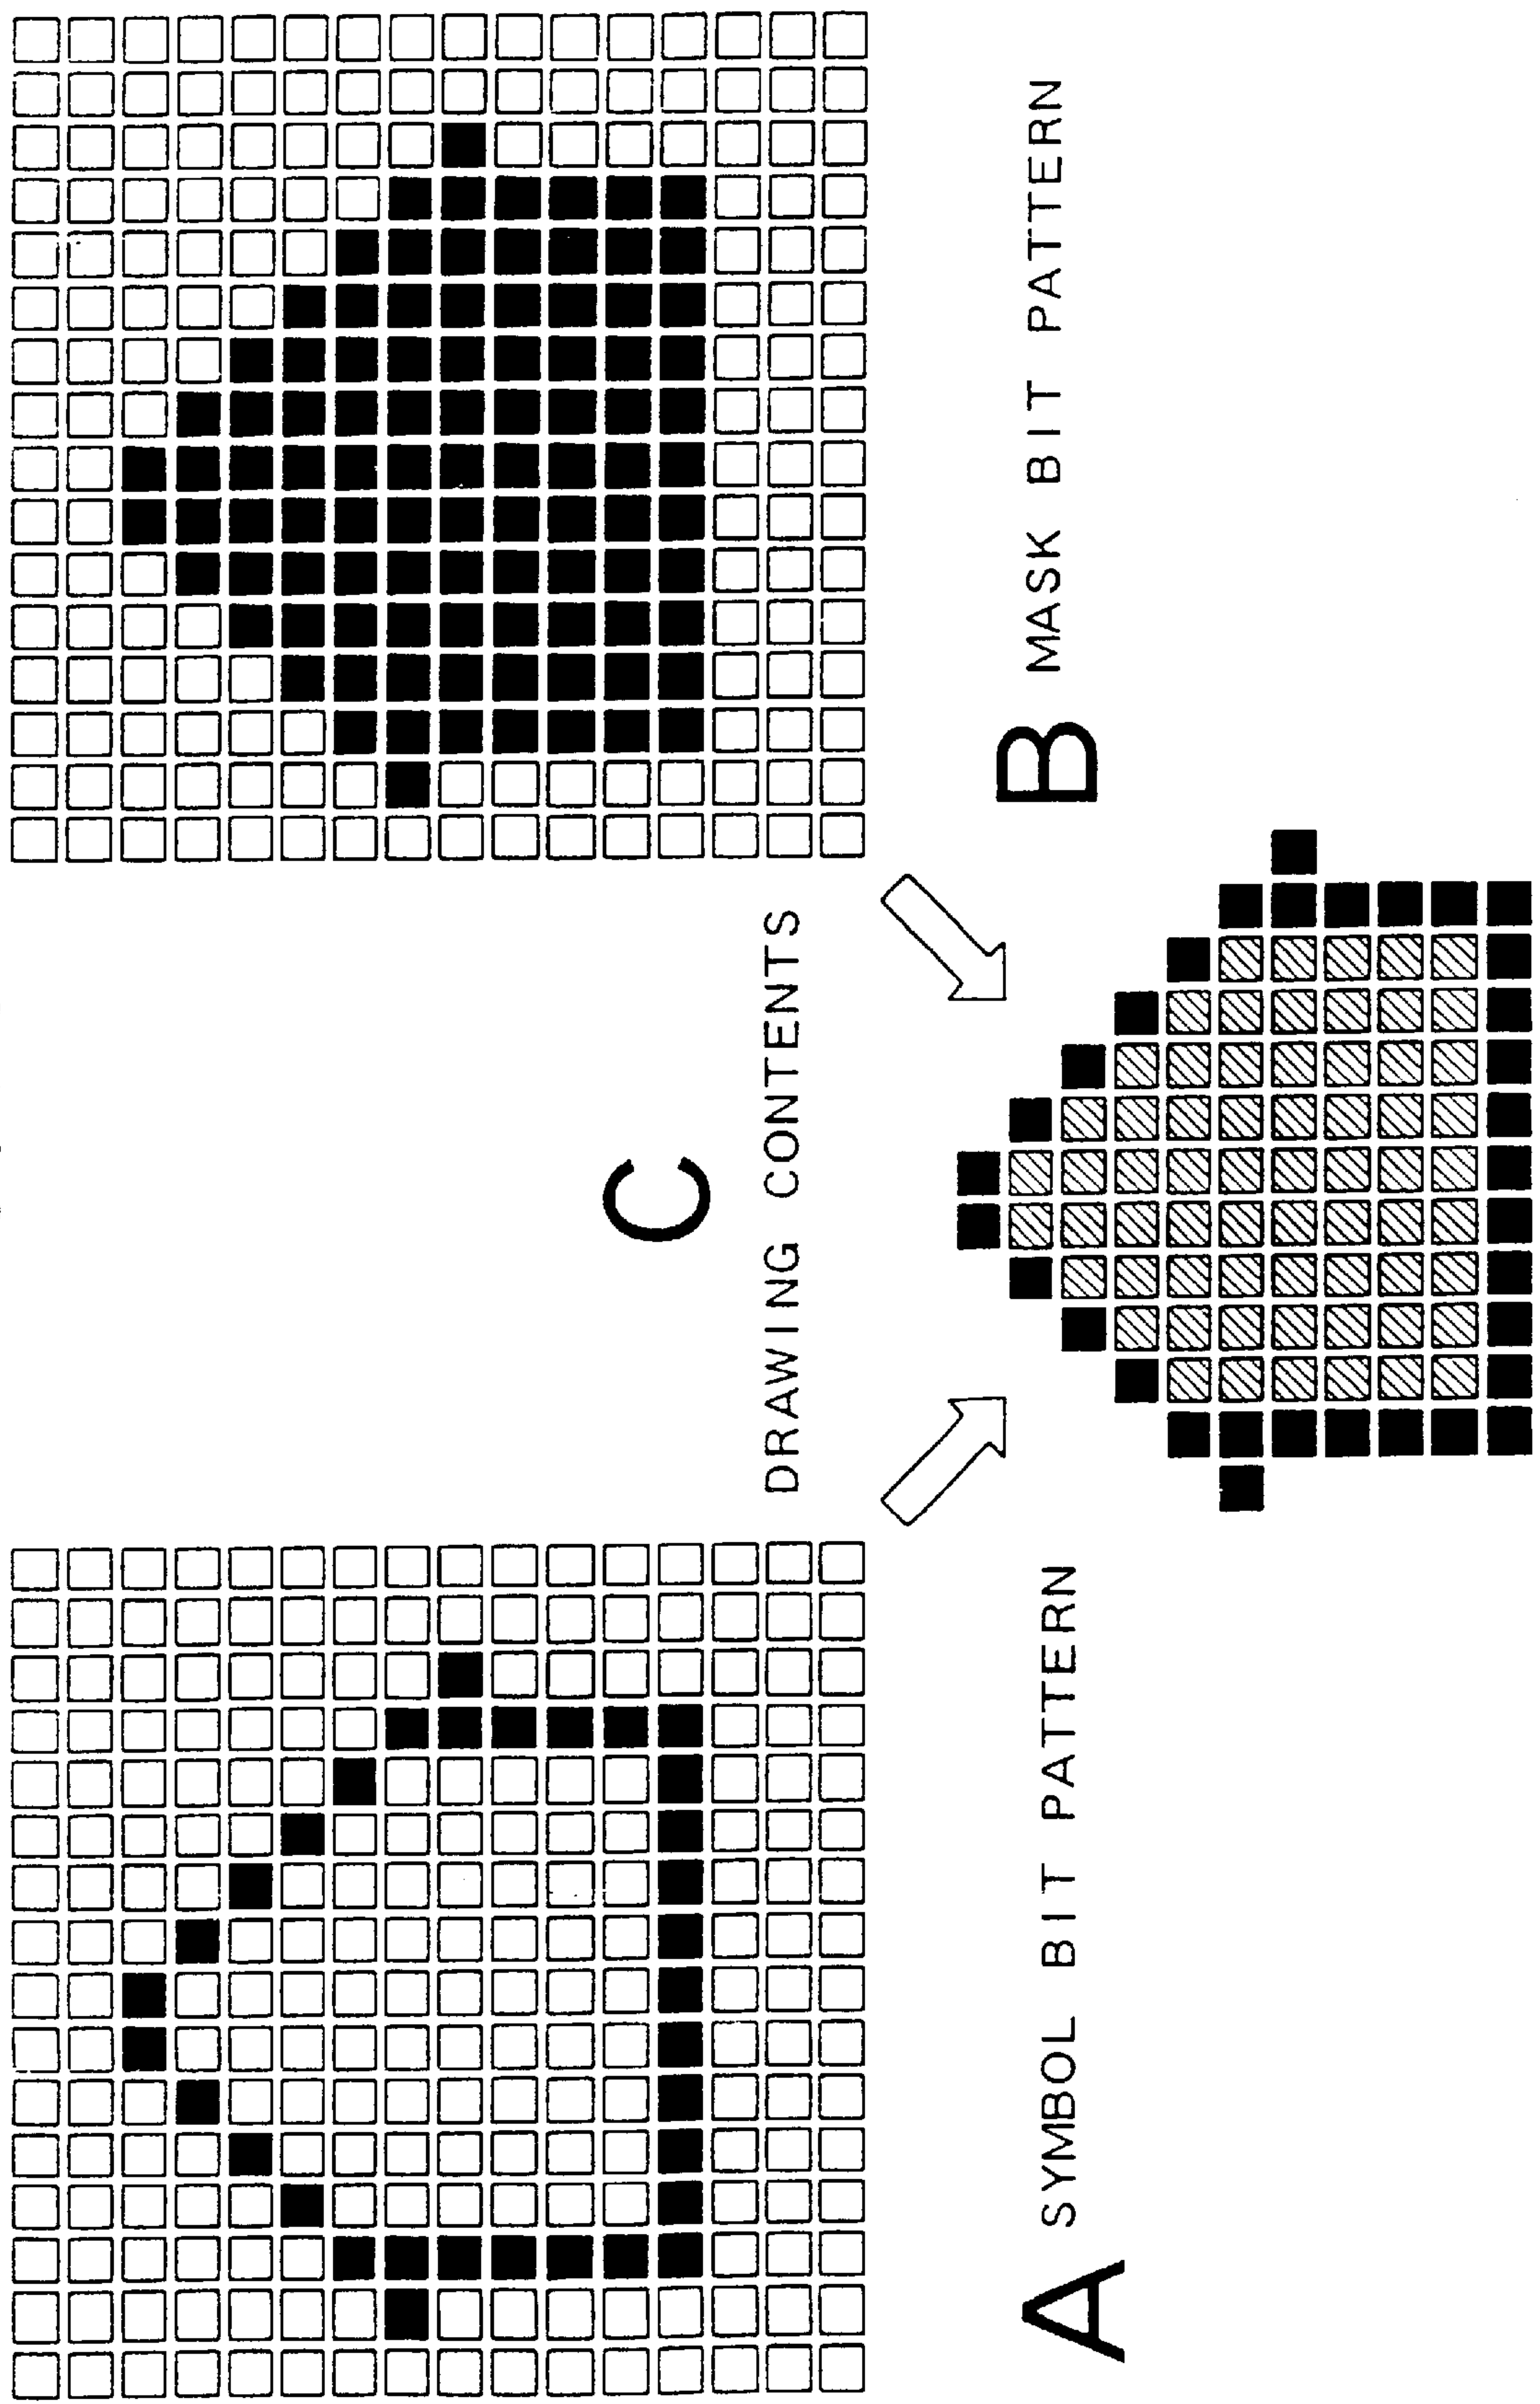 A SYMBOL BIT PATTERN
C
DRAWING CONTENTS
B MASK BIT PATTERN